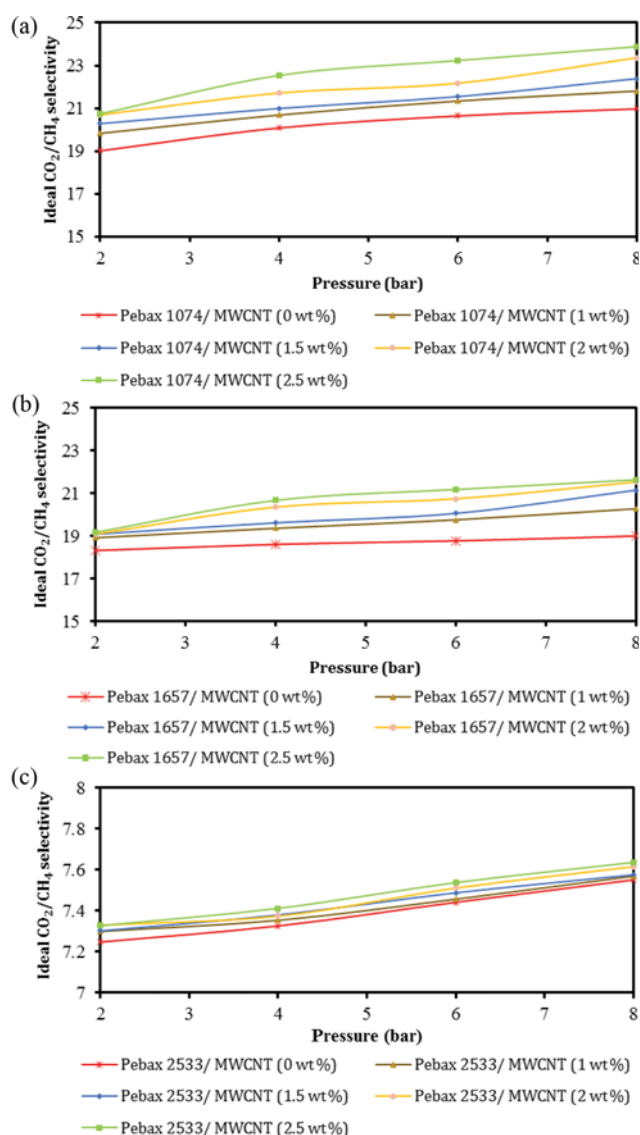 (a)
25
23
21
19
17
15
Ideal CO₂/CH₄ selectivity
2 3 4 5 6 7 8
Pressure (bar)
Pebax 1074/ MWCNT (0 wt%) Pebax 1074/ MWCNT (1 wt%)
Pebax 1074/ MWCNT (1.5 wt%) Pebax 1074/ MWCNT (2 wt%)
Pebax 1074/ MWCNT (2.5 wt%)
(b)
25
23
21
19
17
15
Ideal CO₂/CH₄ selectivity
2 3 4 5 6 7 8
Pressure (bar)
Pebax 1657/ MWCNT (0 wt%) Pebax 1657/ MWCNT (1 wt%)
Pebax 1657/ MWCNT (1.5 wt%) Pebax 1657/ MWCNT (2 wt%)
Pebax 1657/ MWCNT (2.5 wt%)
(c)
8
7.8
7.6
7.4
7.2
7
Ideal CO₂/CH₄ selectivity
2 3 4 5 6 7 8
Pressure (bar)
Pebax 2533/ MWCNT (0 wt%) Pebax 2533/ MWCNT (1 wt%)
Pebax 2533/ MWCNT (1.5 wt%) Pebax 2533/ MWCNT (2 wt%)
Pebax 2533/ MWCNT (2.5 wt%)